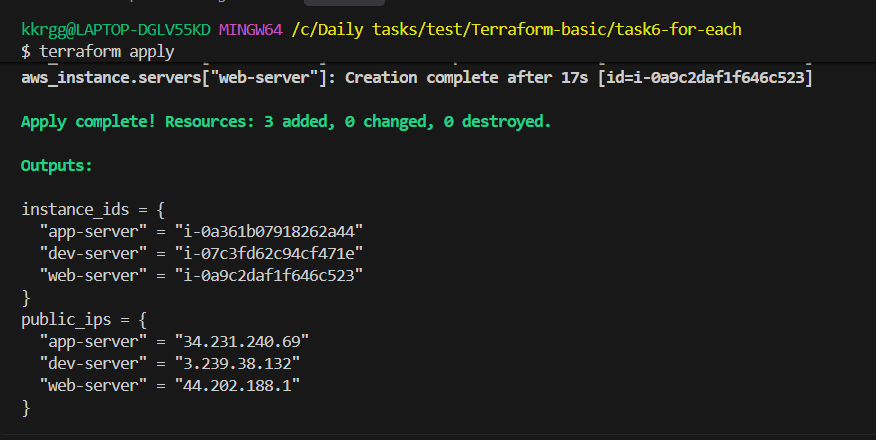 kkrgg@LAPTOP-DGLV55KD MINGW64 /c/Daily tasks/test/Terraform-basic/task6-for-each
$ terraform apply
aws_instance.servers["web-server"]: Creation complete after 17s [id=i-0a9c2daf1f646c523]
Apply complete! Resources: 3 added, 0 changed, 0 destroyed.
Outputs:
instance_ids = {
  "app-server" = "i-0a361b07918262a44"
  "dev-server" = "i-07c3fd62c94cf471e"
  "web-server" = "i-0a9c2daf1f646c523"
}
public_ips = {
  "app-server" = "34.231.240.69"
  "dev-server" = "3.239.38.132"
  "web-server" = "44.202.188.1"
}